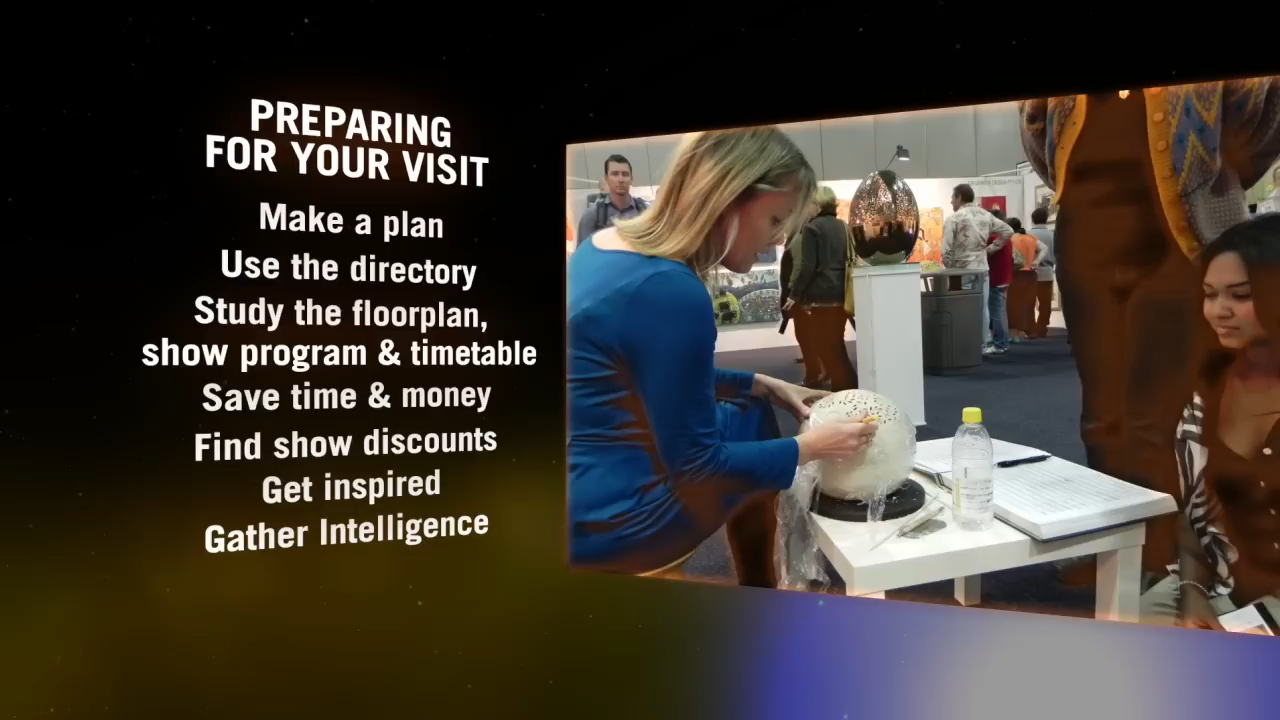 PREPARING
FOR YOUR VISIT
Make a plan
Use the directory
Study the floorplan,
show program & timetable
Save time & money
Find show discounts
Get inspired
Gather Intelligence